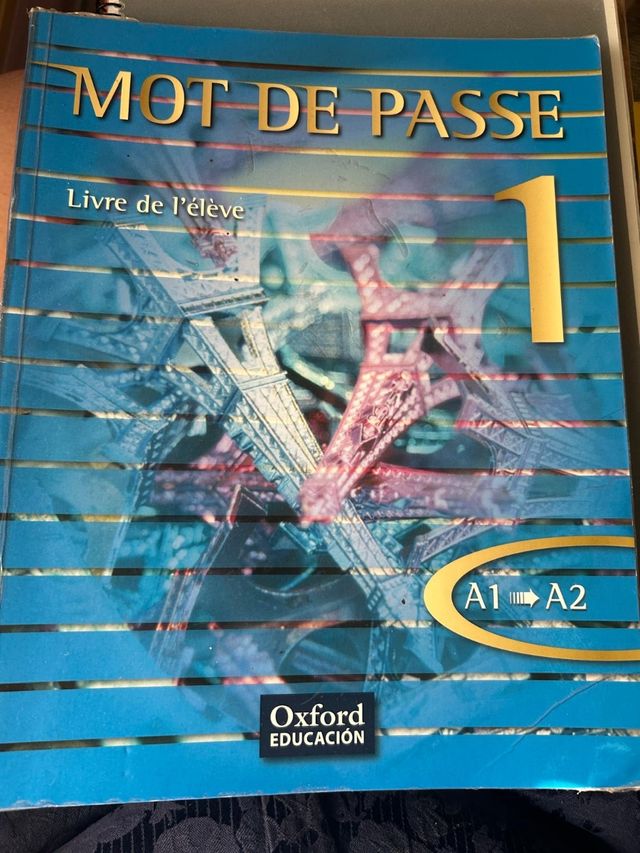 MOT DE PASSE
1
Livre de l'élève
A1 ➠ A2
Oxford
EDUCACIÓN